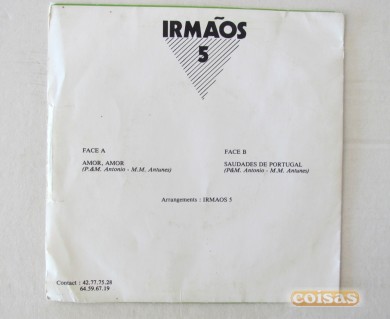 IRMÃOS
5
FACE A
AMOR, AMOR
(P.&M. Antonio - M.M. Antunes)
FACE B
SAUDADES DE PORTUGAL
(P&M. Antonio - M.M. Antunes)
Arrangements : IRMAOS 5
Contact : 42.77.75.28
64.59.67.19
coisas